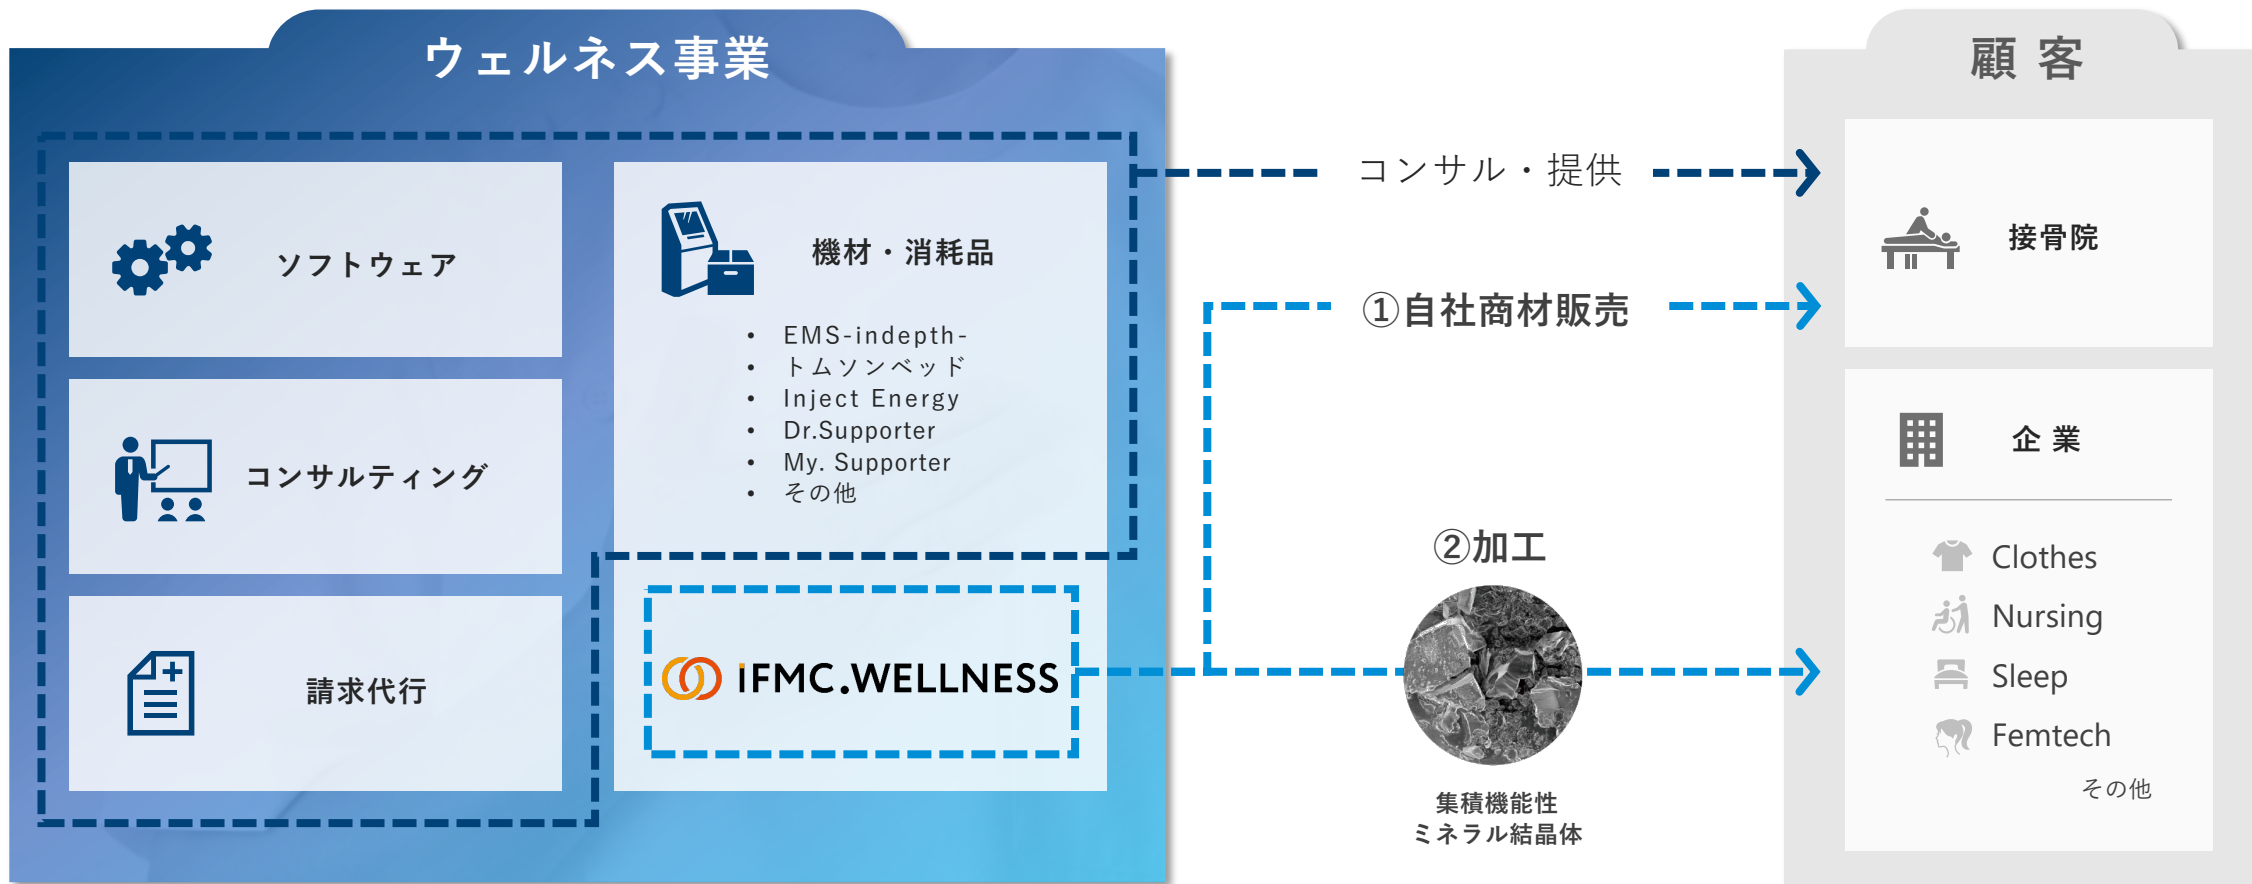 ウェルネス事業
ソフトウェア
コンサルティング
請求代行
機材・消耗品
• EMS-indepth-
• トムソンベッド
• Inject Energy
• Dr.Supporter
• My. Supporter
• その他
iFMC.WELLNESS
コンサル・提供
①自社商材販売
②加工
集積機能性
ミネラル結晶体
顧 客
接骨院
企 業
Clothes
Nursing
Sleep
Femtech
その他